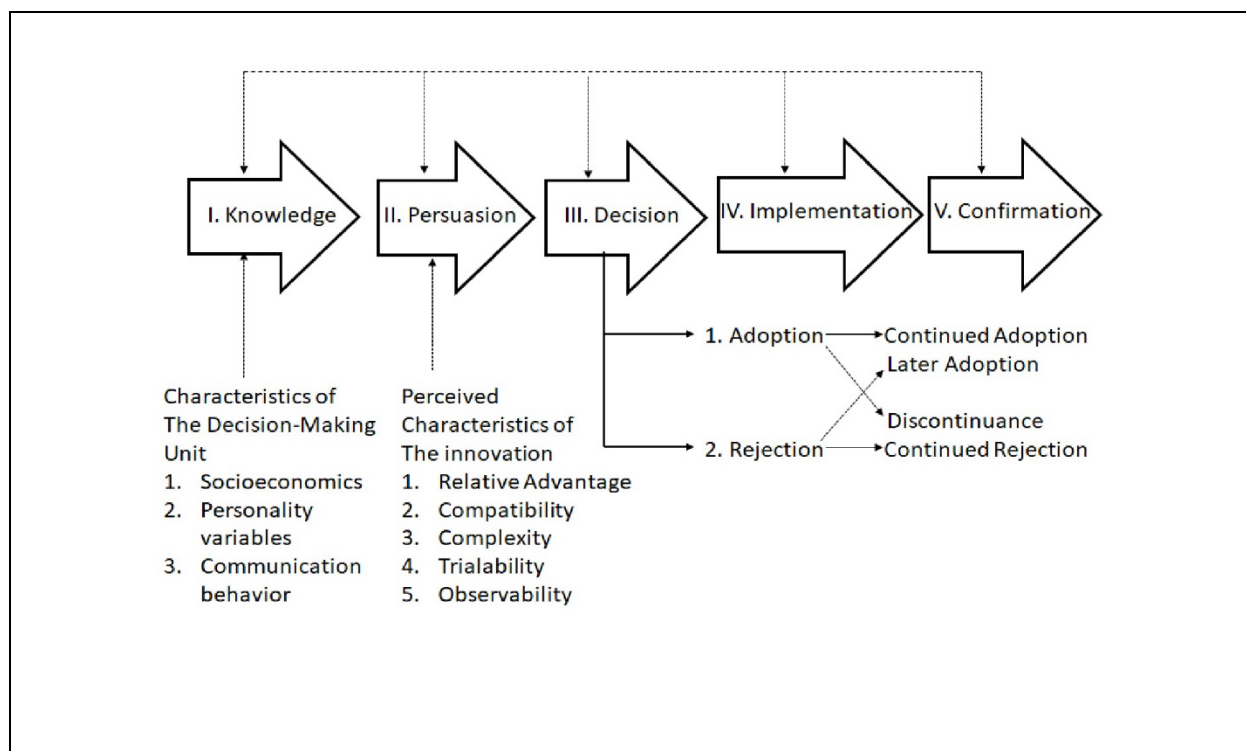 I. Knowledge
II. Persuasion
III. Decision
IV. Implementation
V. Confirmation
1. Adoption
Continued Adoption
Later Adoption
Discontinuance
2. Rejection
Continued Rejection
Characteristics of
The Decision-Making
Unit
1. Socioeconomics
2. Personality
variables
3. Communication
behavior
Perceived
Characteristics of
The innovation
1. Relative Advantage
2. Compatibility
3. Complexity
4. Trialability
5. Observability